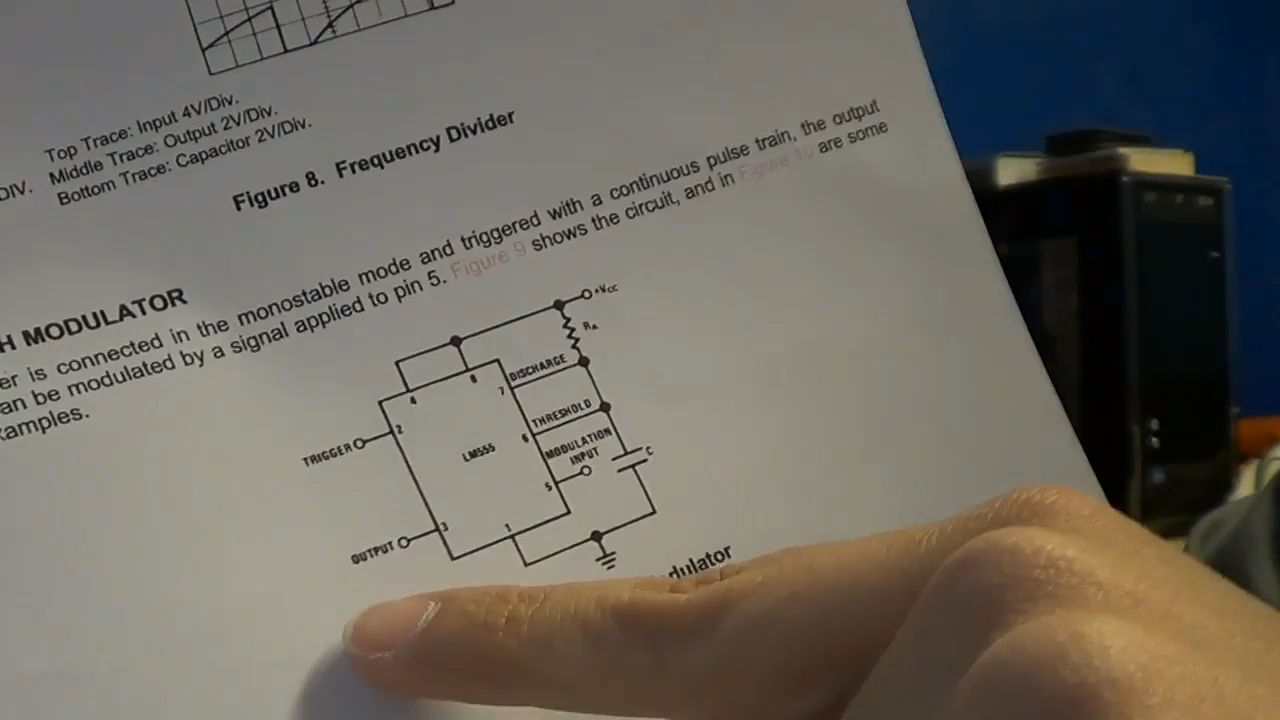 Top Trace: Input 4V/Div.
DIV. Middle Trace: Output 2V/Div.
Bottom Trace: Capacitor 2V/Div.
Figure 8. Frequency Divider
H MODULATOR
er is connected in the monostable mode and triggered with a continuous pulse train, the output
an be modulated by a signal applied to pin 5. Figure 9 shows the circuit, and in Figure 10 are some
xamples.
+VCC
RA
DISCHARGE
4
8
7
TRIGGER
2
THRESHOLD
6
LM555
MODULATION
INPUT
C
5
OUTPUT
3
1
dulator